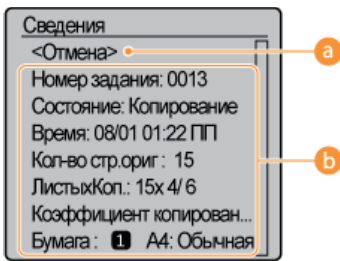 Сведения
<Отмена>
a
Номер задания: 0013
Состояние: Копирование
Время: 08/01 01:22 ПП
Кол-во стр.ориг : 15
b
ЛистыхКоп.: 15x 4/ 6
Коэффициент копирован...
Бумага : 1 A4: Обычная